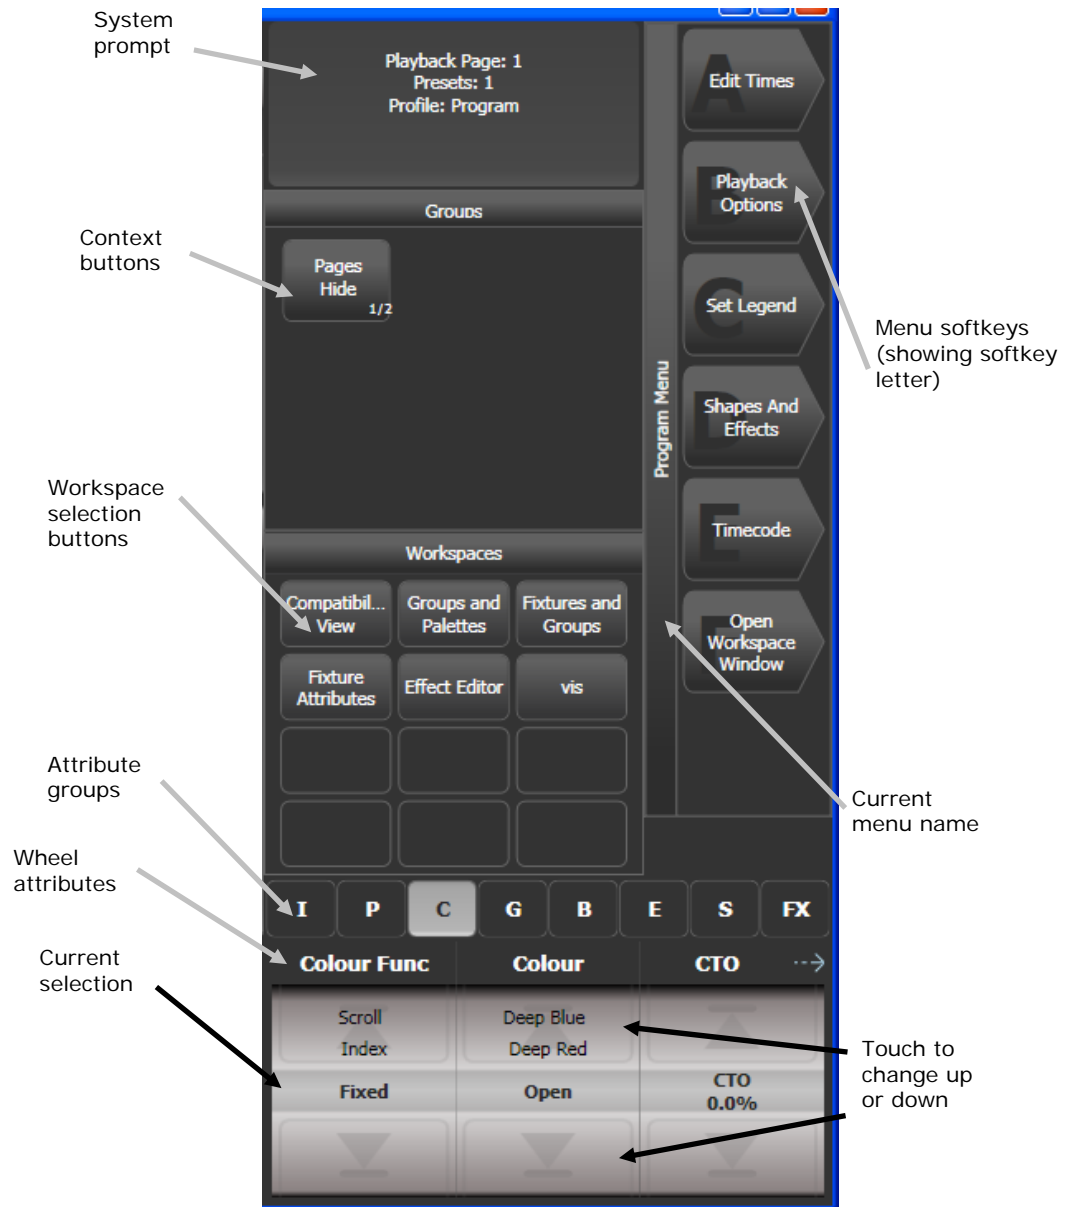 System
prompt
Playback Page: 1
Presets: 1
Profile: Program
A
Edit Times
B
Playback
Options
Groups
Context
buttons
Pages
Hide
1/2
C
Set Legend
Menu softkeys
(showing softkey
letter)
Program Menu
D
Shapes And
Effects
Workspace
selection
buttons
E
Timecode
Workspaces
Compatibil...
View
Groups and
Palettes
Fixtures and
Groups
F
Open
Workspace
Window
Fixture
Attributes
Effect Editor
vis
Attribute
groups
Current
menu name
Wheel
attributes
I P C G B E S FX
Current
selection
Colour Func Colour CTO
Scroll
Index
Deep Blue
Deep Red
Touch to
change up
or down
Fixed
Open
CTO
0.0%